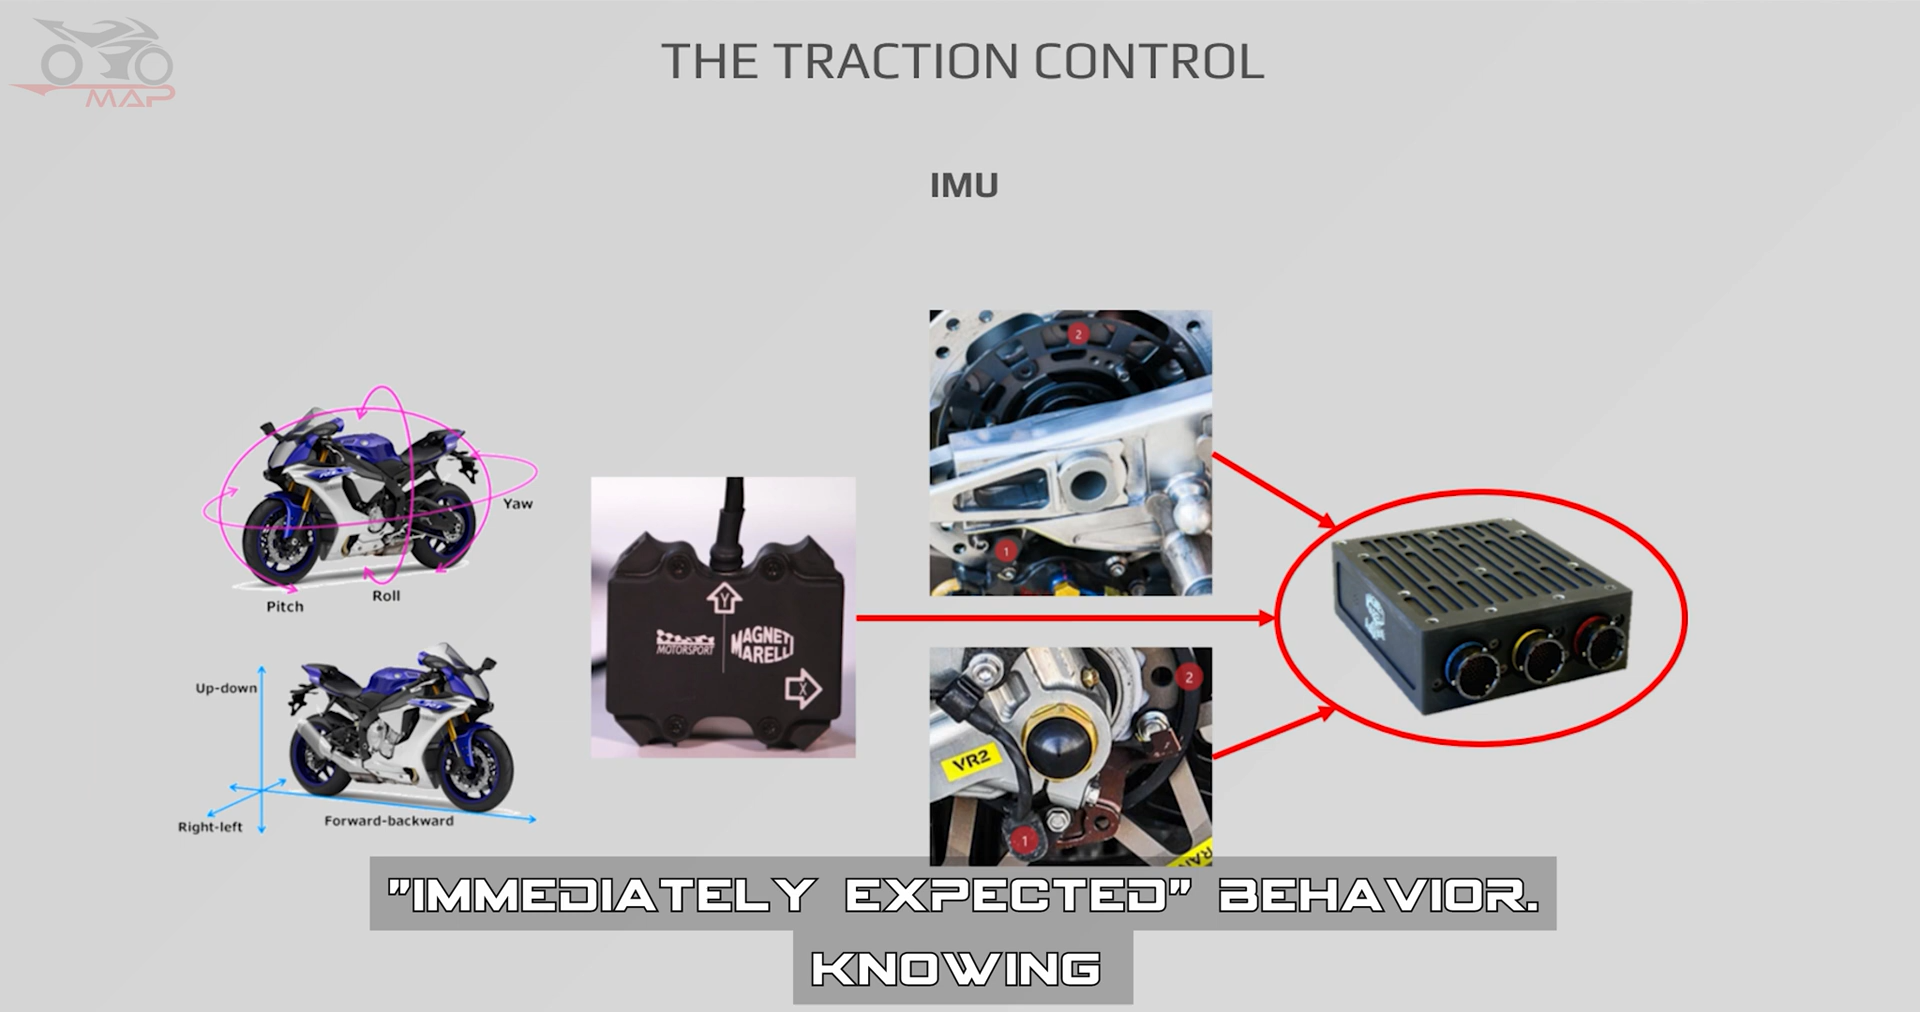 MAP
THE TRACTION CONTROL
IMU
Yaw
Pitch
Roll
Up-down
Right-left
Forward-backward
Y
MOTORSPORT
MAGNETI
MARELLI
X
2
1
2
VR2
1
"IMMEDIATELY EXPECTED" BEHAVIOR.
KNOWING